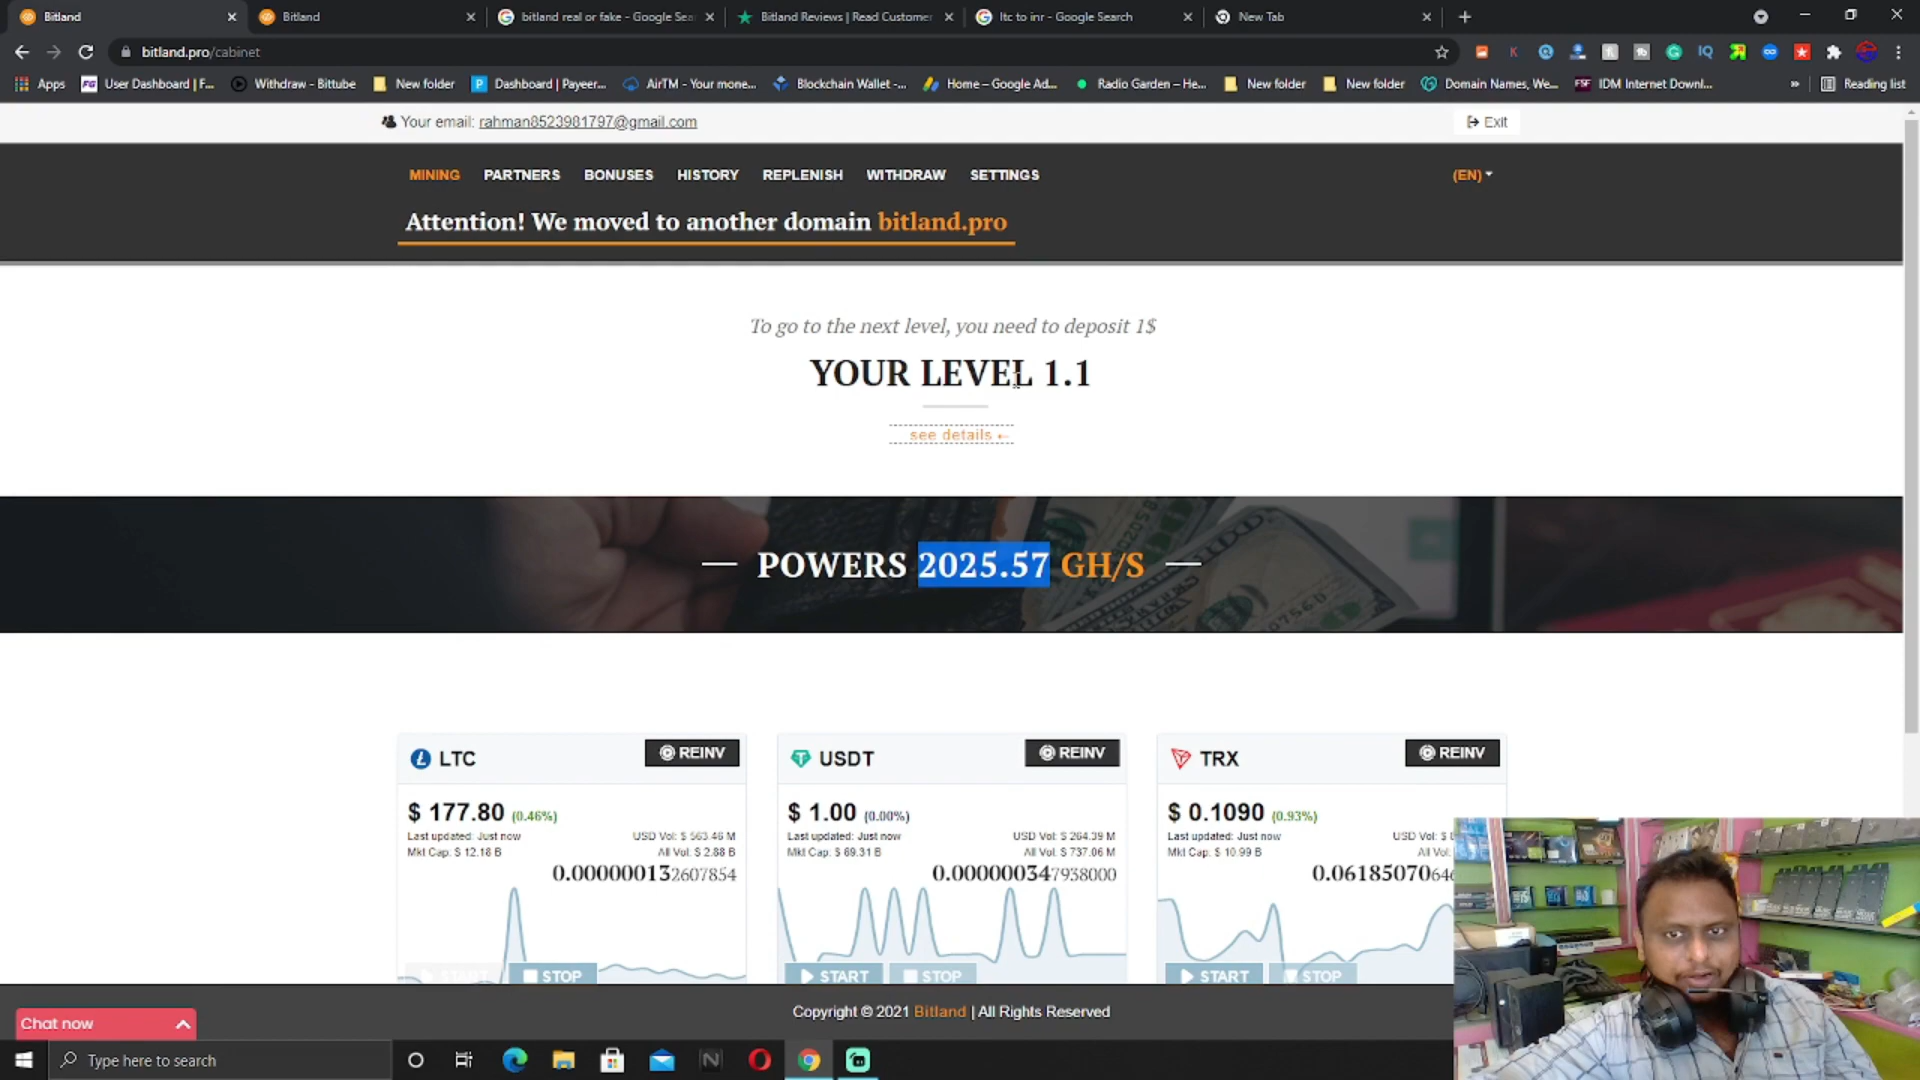 Bitland
Bitland
bitland real or fake - Google Sea
Bitland Reviews | Read Customer
ltc to inr - Google Search
New Tab
bitland.pro/cabinet
Apps
User Dashboard | F...
Withdraw - Bittube
New folder
Dashboard | Payeer...
AirTM - Your mone...
Blockchain Wallet -...
Home – Google Ad...
Radio Garden – He...
New folder
New folder
Domain Names, We...
IDM Internet Downl...
»
Reading list
Your email: rahman8523981797@gmail.com
Exit
MINING PARTNERS BONUSES HISTORY REPLENISH WITHDRAW SETTINGS
(EN)
Attention! We moved to another domain bitland.pro
To go to the next level, you need to deposit 1$
YOUR LEVEL 1.1
see details ←
POWERS 2025.57 GH/S
LTC
REINV
$ 177.80 (0.46%)
Last updated: Just now
USD Vol: $ 563.46 M
Mkt Cap: $ 12.18 B
All Vol: $ 2.88 B
0.000000132607854
START
STOP
USDT
REINV
$ 1.00 (0.00%)
Last updated: Just now
USD Vol: $ 264.39 M
Mkt Cap: $ 69.31 B
All Vol: $ 737.06 M
0.000000347938000
START
STOP
TRX
REINV
$ 0.1090 (0.93%)
Last updated: Just now
USD Vol: $
Mkt Cap: $ 10.99 B
All Vol:
0.06185070646
START
STOP
Copyright © 2021 Bitland | All Rights Reserved
Chat now
Type here to search